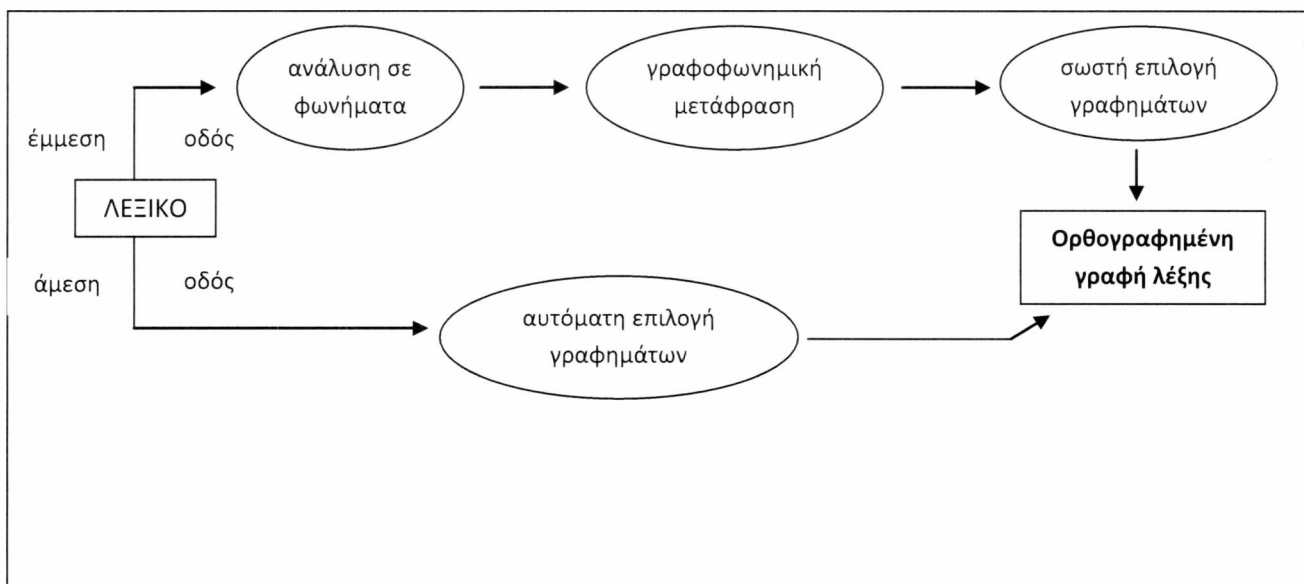 ανάλυση σε
φωνήματα
γραφοφωνημική
μετάφραση
σωστή επιλογή
γραφημάτων
έμμεση οδός
ΛΕΞΙΚΟ
Ορθογραφημένη
γραφή λέξης
άμεση οδός
αυτόματη επιλογή
γραφημάτων